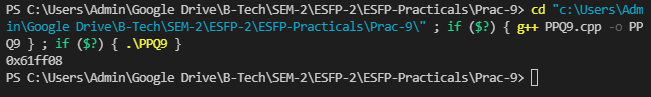 PS C:\Users\Admin\Google Drive\B-Tech\SEM-2\ESFP-2\ESFP-Practicals\Prac-9> cd "c:\Users\Adm
in\Google Drive\B-Tech\SEM-2\ESFP-2\ESFP-Practicals\Prac-9\" ; if ($?) { g++ PPQ9.cpp -o PP
Q9 } ; if ($?) { .\PPQ9 }
0x61ff08
PS C:\Users\Admin\Google Drive\B-Tech\SEM-2\ESFP-2\ESFP-Practicals\Prac-9>